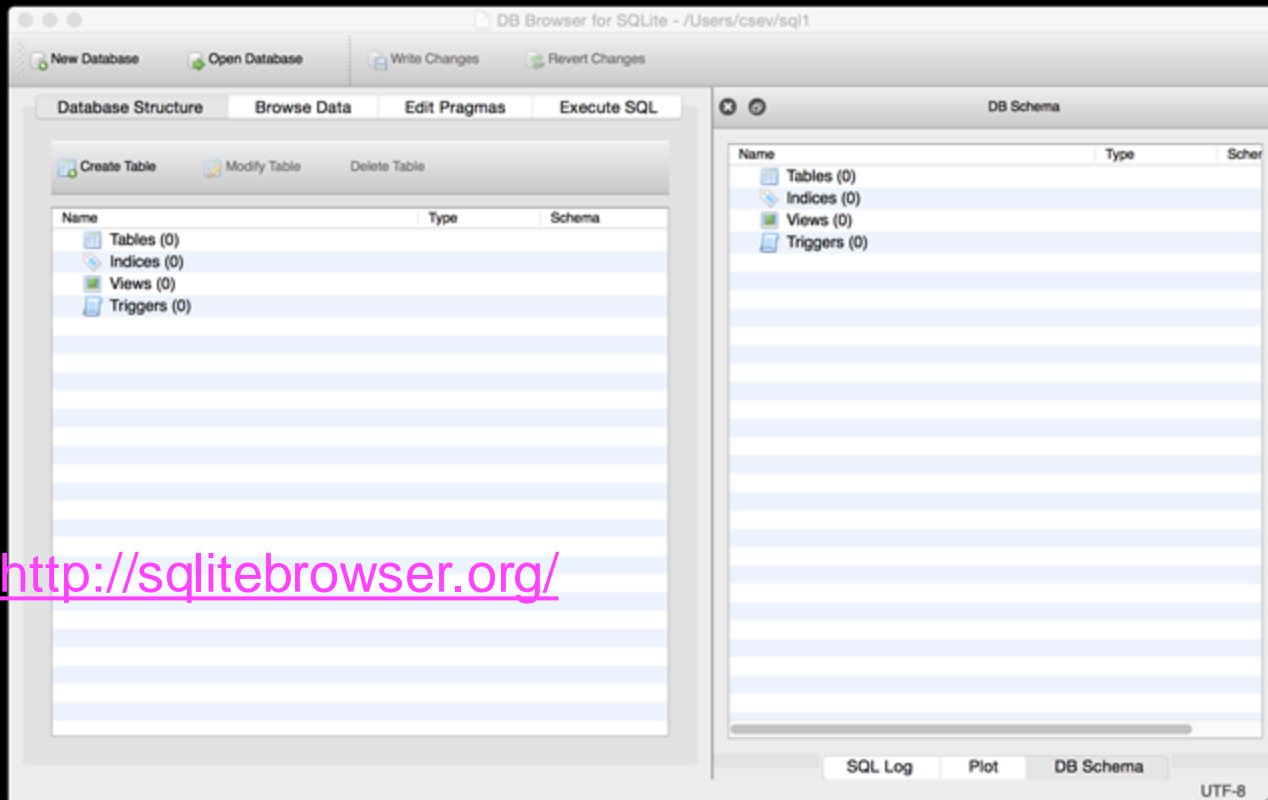 DB Browser for SQLite - /Users/csev/sql1
New Database Open Database Write Changes Revert Changes
Database Structure Browse Data Edit Pragmas Execute SQL
Create Table Modify Table Delete Table
Name Type Schema
Tables (0)
Indices (0)
Views (0)
Triggers (0)
http://sqlitebrowser.org/
DB Schema
Name Type Schem
Tables (0)
Indices (0)
Views (0)
Triggers (0)
SQL Log Plot DB Schema
UTF-8